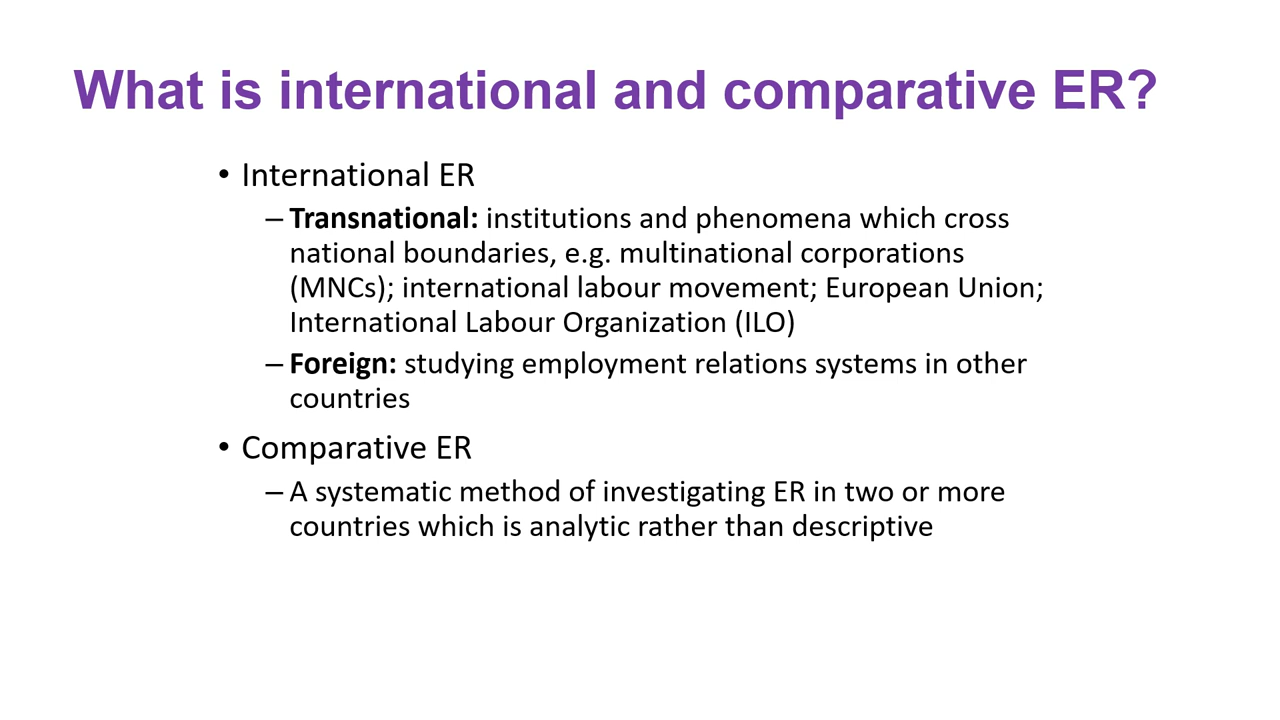 What is international and comparative ER?
• International ER
– Transnational: institutions and phenomena which cross
national boundaries, e.g. multinational corporations
(MNCs); international labour movement; European Union;
International Labour Organization (ILO)
– Foreign: studying employment relations systems in other
countries
• Comparative ER
– A systematic method of investigating ER in two or more
countries which is analytic rather than descriptive